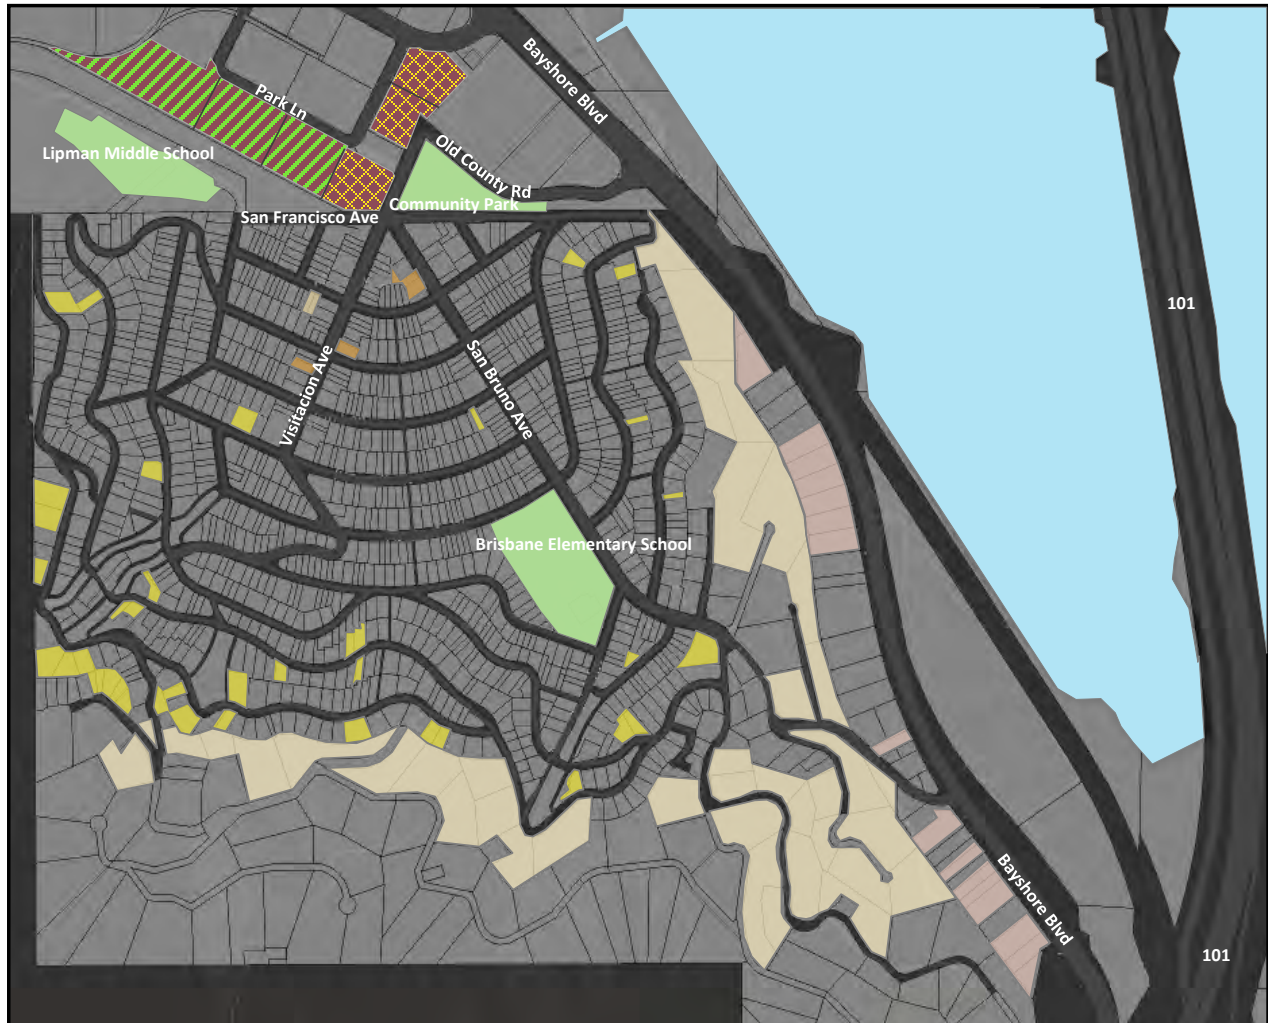 Bayshore Blvd
Park Ln
Old County Rd
Lipman Middle School
Community Park
San Francisco Ave
101
Visitacion Ave
San Bruno Ave
Brisbane Elementary School
Bayshore Blvd
101